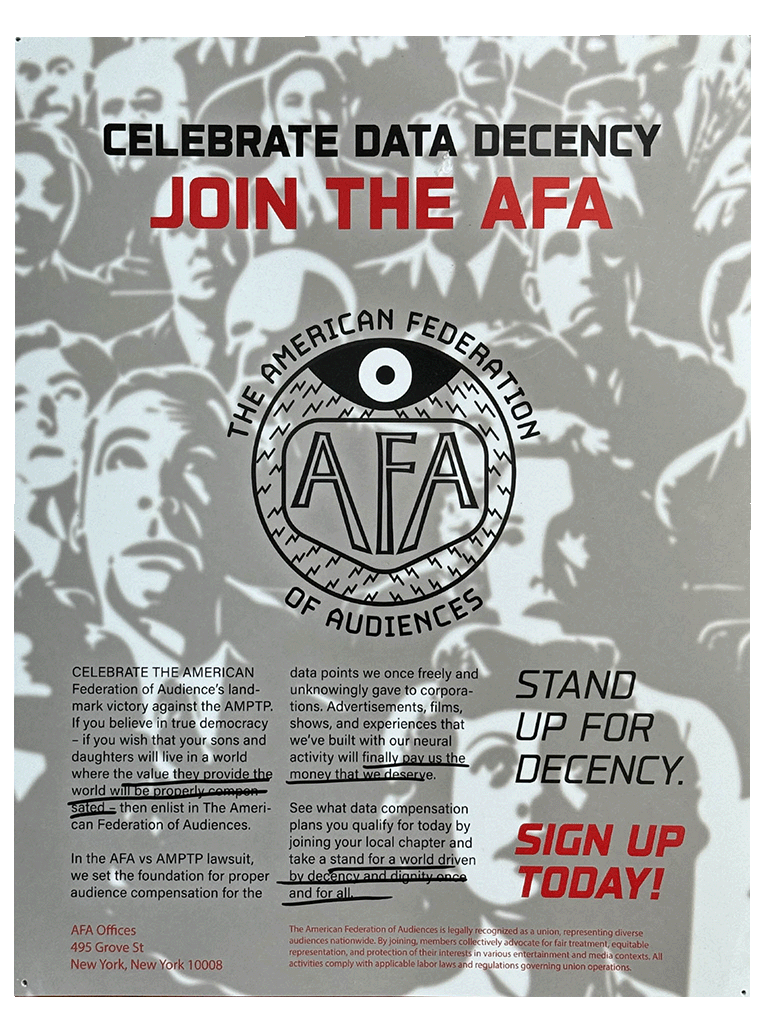 CELEBRATE DATA DECENCY
JOIN THE AFA
THE AMERICAN FEDERATION
AFA
OF AUDIENCES
CELEBRATE THE AMERICAN
Federation of Audience's land-
mark victory against the AMPTP.
If you believe in true democracy
– if you wish that your sons and
daughters will live in a world
where the value they provide the
world will be properly compen-
sated – then enlist in The Ameri-
can Federation of Audiences.
In the AFA vs AMPTP lawsuit,
we set the foundation for proper
audience compensation for the
data points we once freely and
unknowingly gave to corpora-
tions. Advertisements, films,
shows, and experiences that
we've built with our neural
activity will finally pay us the
money that we deserve.
See what data compensation
plans you qualify for today by
joining your local chapter and
take a stand for a world driven
by decency and dignity once
and for all.
STAND
UP FOR
DECENCY.
SIGN UP
TODAY!
AFA Offices
495 Grove St
New York, New York 10008
The American Federation of Audiences is legally recognized as a union, representing diverse
audiences nationwide. By joining, members collectively advocate for fair treatment, equitable
representation, and protection of their interests in various entertainment and media contexts. All
activities comply with applicable labor laws and regulations governing union operations.